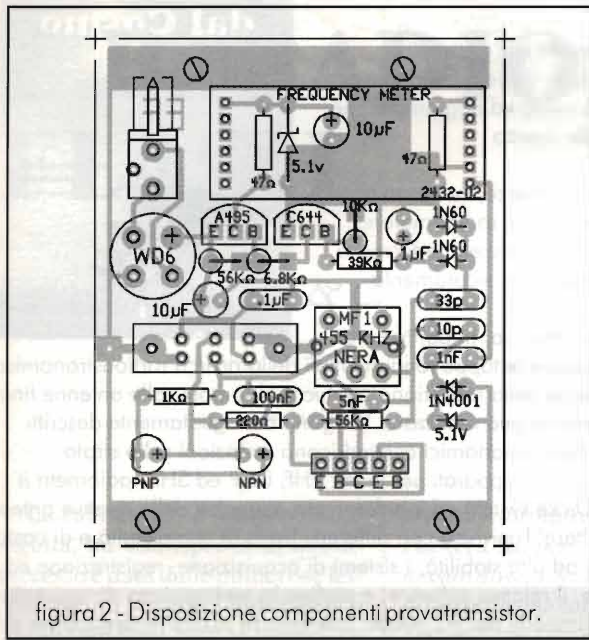 FREQUENCY METER
10µF
47Ω
5.1v
47Ω
2432-02
A495
C644
10KΩ
1N60
E C B
E C B
1µF
1N60
WD6
39KΩ
56KΩ
6.8KΩ
33p
10µF
.1µF
MF1
10p
455 KHZ
NERA
1nF
1KΩ
100nF
5nF
1N4001
220Ω
56KΩ
5.1V
PNP
NPN
E B C E B
figura 2 - Disposizione componenti provatransistor.